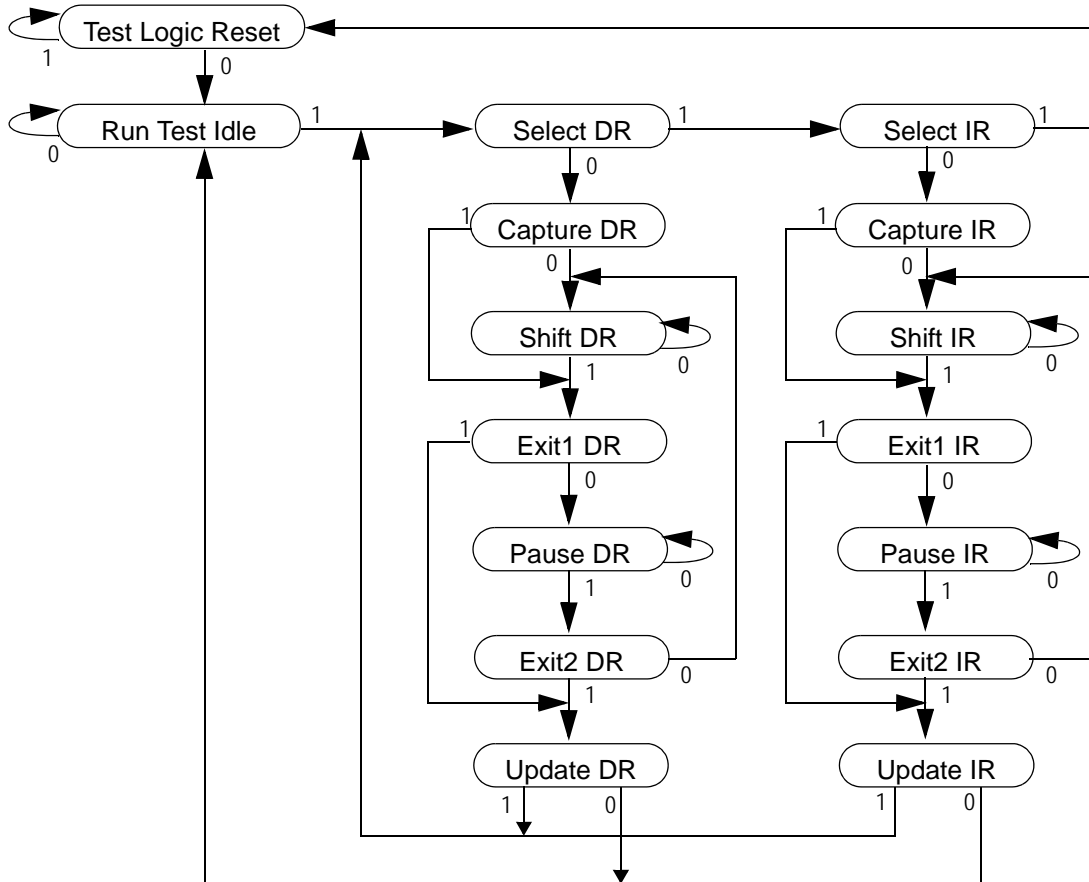 Test Logic Reset
1
0
Run Test Idle
1
Select DR
1
Select IR
1
0
0
0
1
Capture DR
1
Capture IR
0
0
Shift DR
Shift IR
0
0
1
1
1
Exit1 DR
1
Exit1 IR
0
0
Pause DR
Pause IR
0
0
1
1
Exit2 DR
Exit2 IR
0
0
1
1
Update DR
Update IR
1
0
1
0